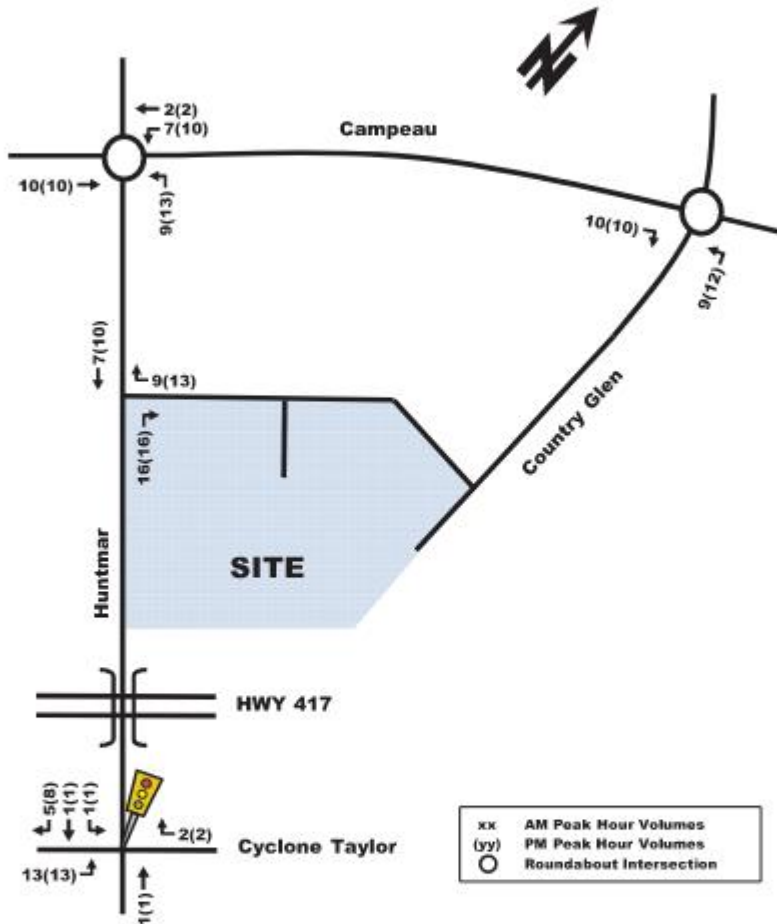 N
2(2)
7(10)
Campeau
10(10)
9(13)
10(10)
9(12)
7(10)
9(13)
16(16)
Country Glen
Huntmar
SITE
HWY 417
5(8)
1(1)
1(1)
2(2)
Cyclone Taylor
13(13)
1(1)
xx AM Peak Hour Volumes
(yy) PM Peak Hour Volumes
Roundabout Intersection